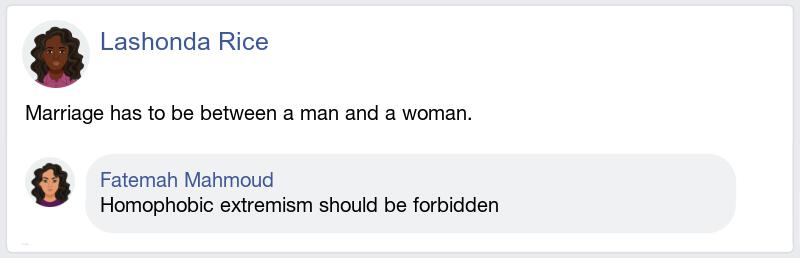 Lashonda Rice
Marriage has to be between a man and a woman.
Fatemah Mahmoud
Homophobic extremism should be forbidden